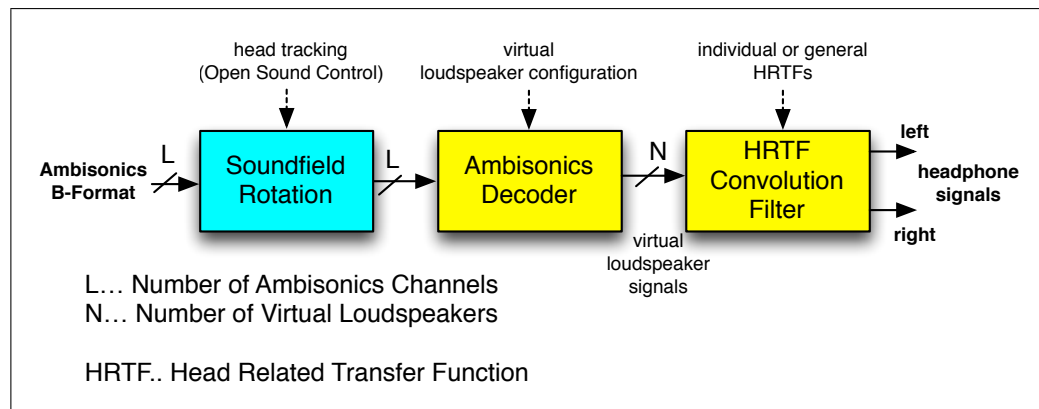 head tracking
(Open Sound Control)
virtual
loudspeaker configuration
individual or general
HRTFs
Ambisonics
B-Format
L
Soundfield
Rotation
L
Ambisonics
Decoder
N
virtual
loudspeaker
signals
HRTF
Convolution
Filter
left
headphone
signals
right
L... Number of Ambisonics Channels
N... Number of Virtual Loudspeakers
HRTF.. Head Related Transfer Function